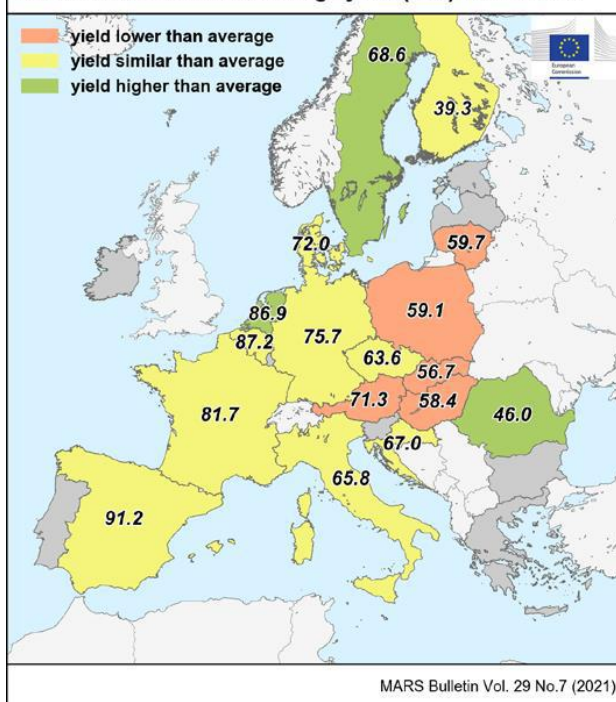 yield lower than average
yield similar than average
yield higher than average
European
Commission
68.6
39.3
72.0
59.7
86.9
59.1
87.2
75.7
63.6
56.7
71.3
58.4
81.7
46.0
67.0
65.8
91.2
MARS Bulletin Vol. 29 No.7 (2021)